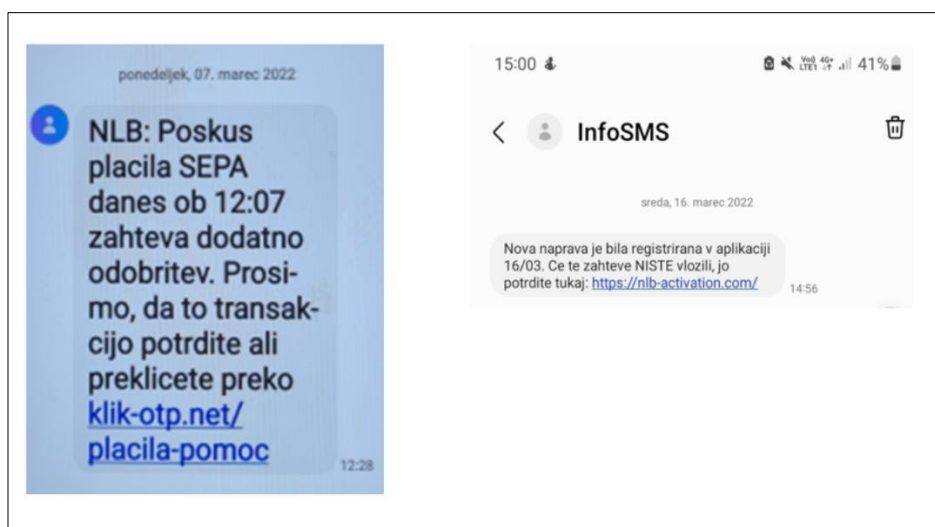 ponedeljek, 07. marec 2022
NLB: Poskus
placila SEPA
danes ob 12:07
zahteva dodatno
odobritev. Prosi-
mo, da to transak-
cijo potrdite ali
preklicete preko
klik-otp.net/
placila-pomoc
12:28
15:00
41%
InfoSMS
sreda, 16. marec 2022
Nova naprava je bila registrirana v aplikaciji
16/03. Ce te zahteve NISTE vlozili, jo
potrdite tukaj: https://nlb-activation.com/
14:56